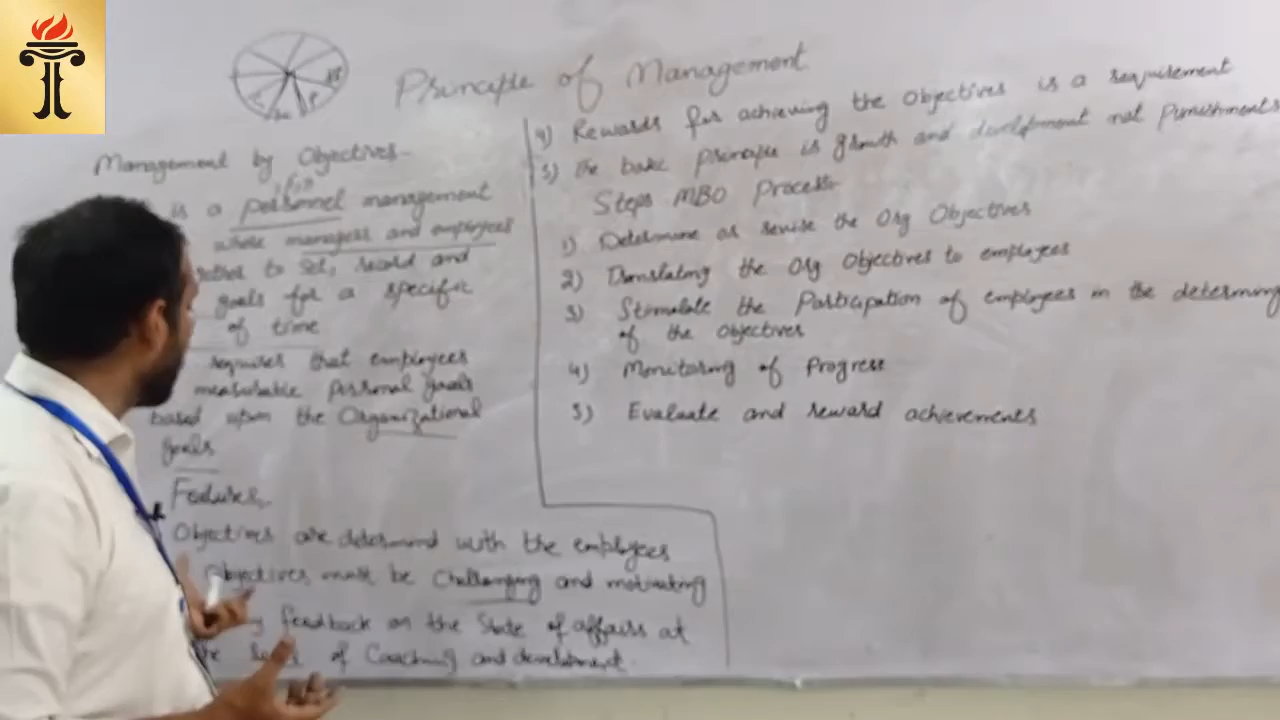 Principle of Management
Management by Objectives
is a personnel management
whose managers and employees
to set, record and
goals for a specific
of time
requires that employees
measurable personal goals
based upon the Organizational
goals
Features
Objectives are determined with the employees
Objectives must be Challenging and motivating
feedback on the State of affairs at
the level of Coaching and development.
4) Rewards for achieving the Objectives is a requirement
5) The basic principle is growth and development not Punishments
Steps MBO Process
1) Determine or revise the Org Objectives
2) Translating the Org Objectives to employees
3) Stimulate the Participation of employees in the determining
of the Objectives
4) Monitoring of Progress
5) Evaluate and reward achievements